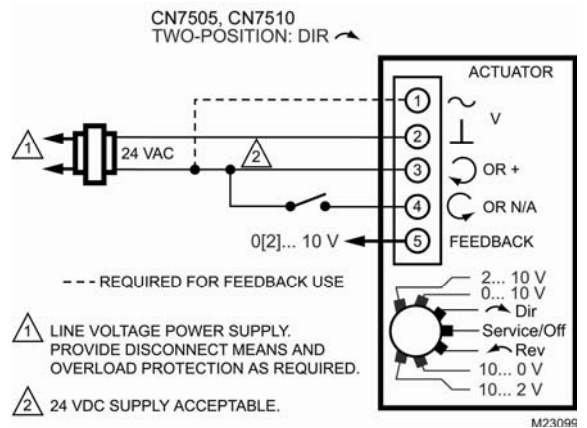 CN7505, CN7510
TWO-POSITION: DIR
ACTUATOR
1
V
2
1
24 VAC
2
3
OR +
4
OR N/A
0[2]... 10 V
5
FEEDBACK
--- REQUIRED FOR FEEDBACK USE
2... 10 V
0... 10 V
Dir
Service/Off
Rev
10... 0 V
10... 2 V
1 LINE VOLTAGE POWER SUPPLY.
PROVIDE DISCONNECT MEANS AND
OVERLOAD PROTECTION AS REQUIRED.
2 24 VDC SUPPLY ACCEPTABLE.
M23099